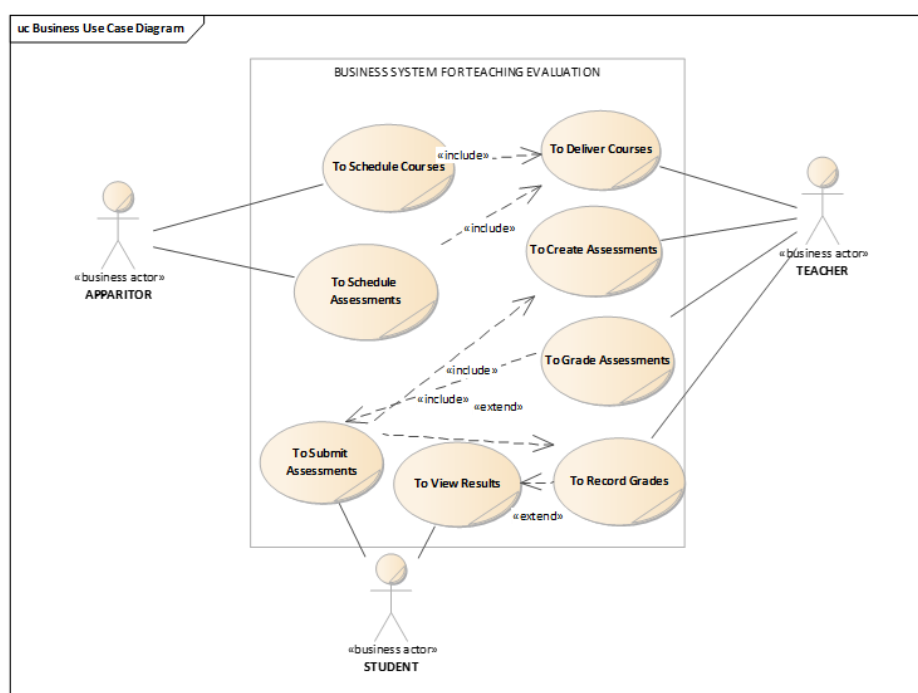 uc Business Use Case Diagram
BUSINESS SYSTEM FOR TEACHING EVALUATION
To Schedule Courses
«include»
To Deliver Courses
«include»
To Create Assessments
«business actor»
APPARITOR
To Schedule
Assessments
«business actor»
TEACHER
To Grade Assessments
«include»
«include»
«extend»
To Submit
Assessments
To View Results
To Record Grades
«extend»
«business actor»
STUDENT